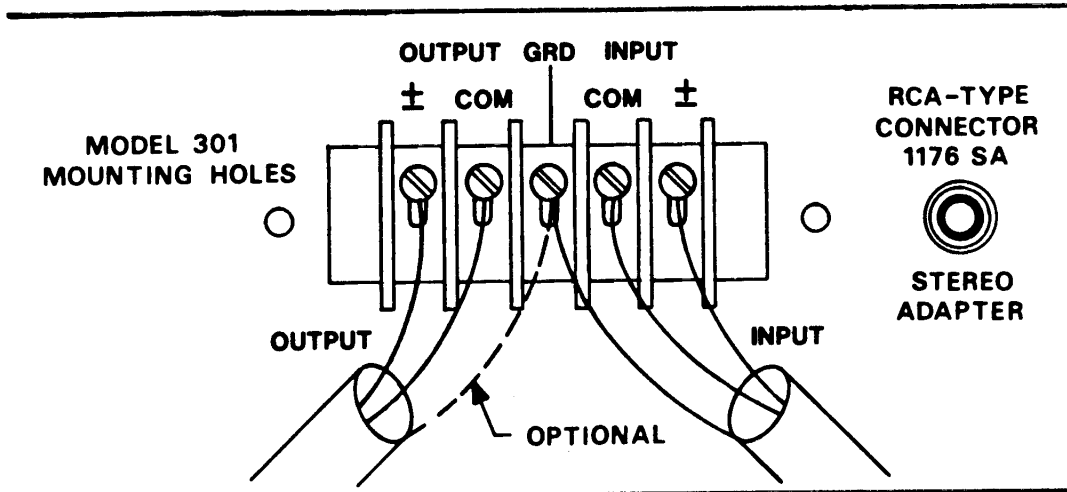 OUTPUT GRD INPUT
± COM COM ±
MODEL 301
MOUNTING HOLES
RCA-TYPE
CONNECTOR
1176 SA
STEREO
ADAPTER
OUTPUT
INPUT
OPTIONAL